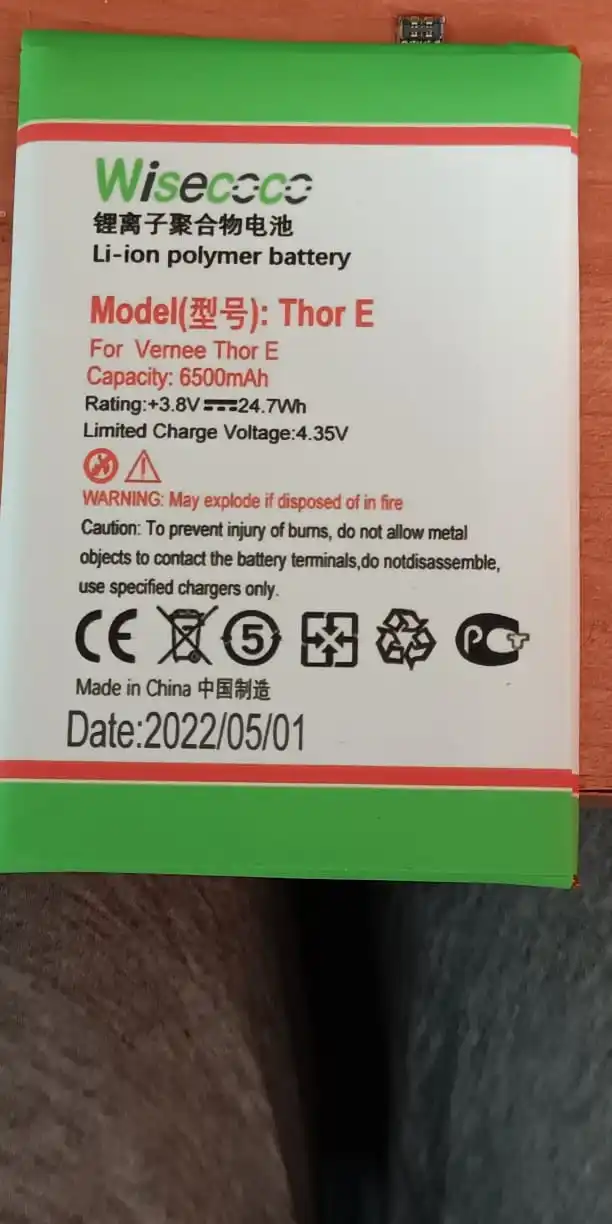 Wisecoco
锂离子聚合物电池
Li-ion polymer battery
Model(型号): Thor E
For Vernee Thor E
Capacity: 6500mAh
Rating:+3.8V⎓24.7Wh
Limited Charge Voltage:4.35V
WARNING: May explode if disposed of in fire
Caution: To prevent injury of burns, do not allow metal
objects to contact the battery terminals,do notdisassemble,
use specified chargers only.
CE 5 PCT
Made in China 中国制造
Date:2022/05/01